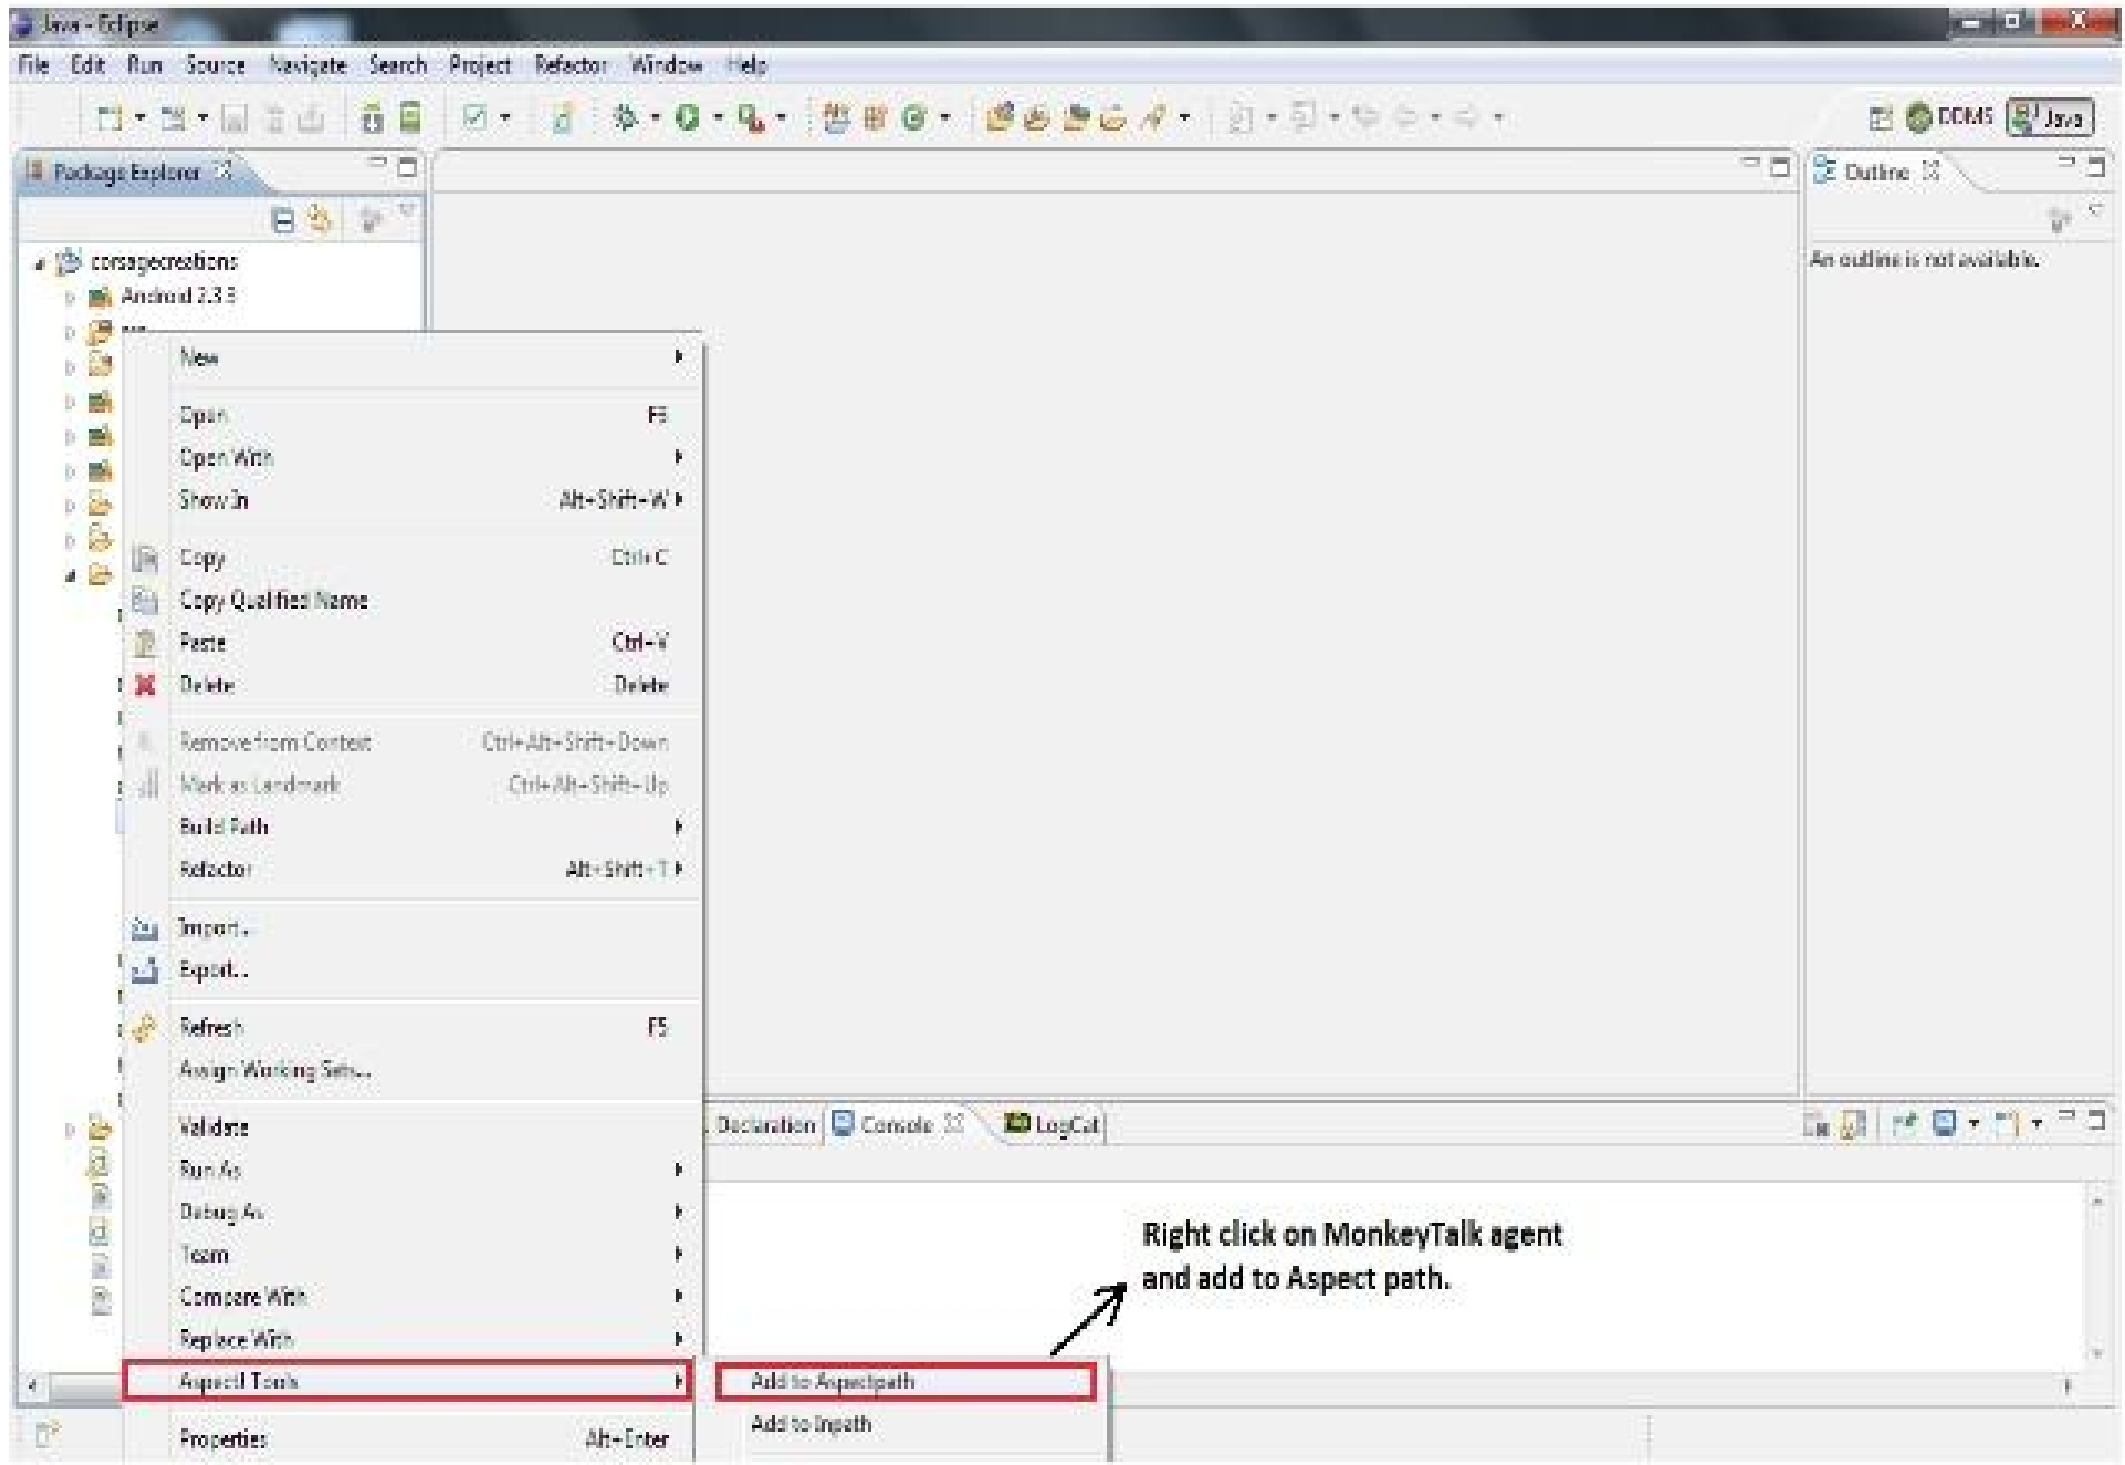 Java - Eclipse
File Edit Run Source Navigate Search Project Refactor Window Help
DDMS Java
Package Explorer
Outline
corsagecreations
An outline is not available.
Android 2.3.3
New
Open F3
Open With
Show In Alt+Shift+W
Copy Ctrl+C
Copy Qualified Name
Paste Ctrl+V
Delete Delete
Remove from Context Ctrl+Alt+Shift+Down
Mark as Landmark Ctrl+Alt+Shift+Up
Build Path
Refactor Alt+Shift+T
Import...
Export...
Refresh F5
Assign Working Sets...
Declaration Console LogCat
Validate
Run As
Debug As
Team
Compare With
Replace With
Right click on MonkeyTalk agent
and add to Aspect path.
AspectJ Tools
Add to Aspectpath
Add to Inpath
Properties Alt+Enter